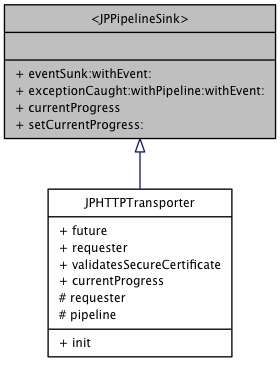 <JPPipelineSink>
+ eventSunk:withEvent:
+ exceptionCaught:withPipeline:withEvent:
+ currentProgress
+ setCurrentProgress:
JPHTTPTransporter
+ future
+ requester
+ validatesSecureCertificate
+ currentProgress
# requester
# pipeline
+ init